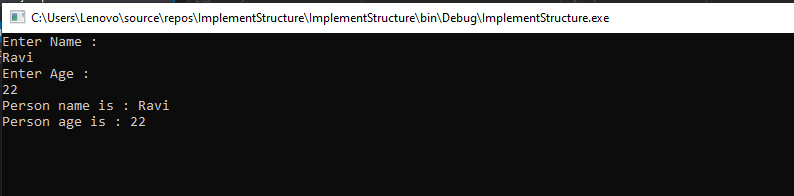 C:\Users\Lenovo\source\repos\ImplementStructure\ImplementStructure\bin\Debug\ImplementStructure.exe
Enter Name :
Ravi
Enter Age :
22
Person name is : Ravi
Person age is : 22